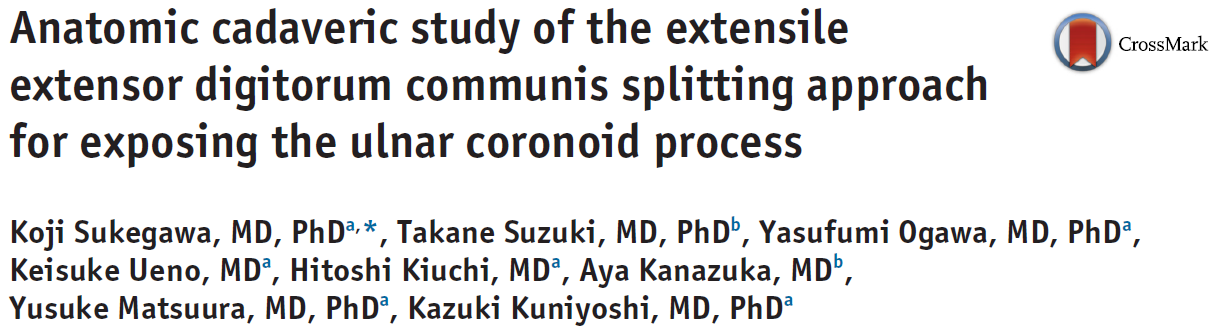 Anatomic cadaveric study of the extensile
extensor digitorum communis splitting approach
for exposing the ulnar coronoid process
CrossMark
Koji Sukegawa, MD, PhDa,*, Takane Suzuki, MD, PhDb, Yasufumi Ogawa, MD, PhDa,
Keisuke Ueno, MDa, Hitoshi Kiuchi, MDa, Aya Kanazuka, MDb,
Yusuke Matsuura, MD, PhDa, Kazuki Kuniyoshi, MD, PhDa